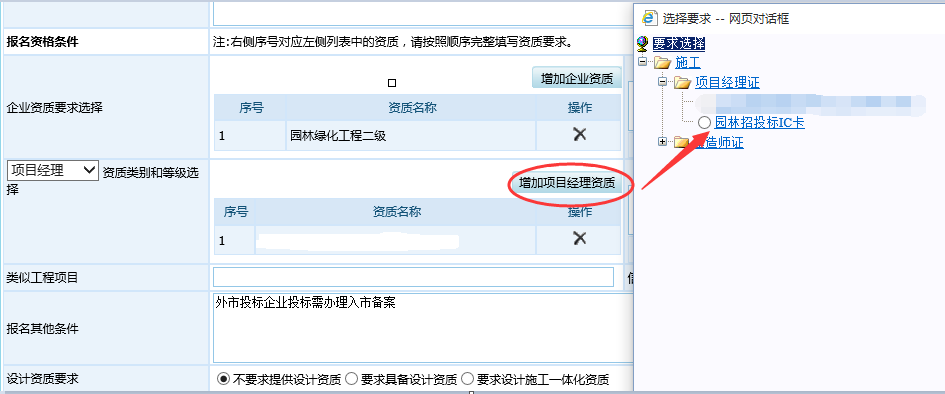 报名资格条件
注:右侧序号对应左侧列表中的资质，请按照顺序完整填写资质要求。
企业资质要求选择
增加企业资质
序号 资质名称 操作
1 园林绿化工程二级
项目经理 资质类别和等级选择
增加项目经理资质
序号 资质名称 操作
1
类似工程项目
报名其他条件
外市投标企业投标需办理入市备案
设计资质要求
不要求提供设计资质 要求具备设计资质 要求设计施工一体化资质
选择要求 -- 网页对话框
要求选择
施工
项目经理证
园林招投标IC卡
造师证